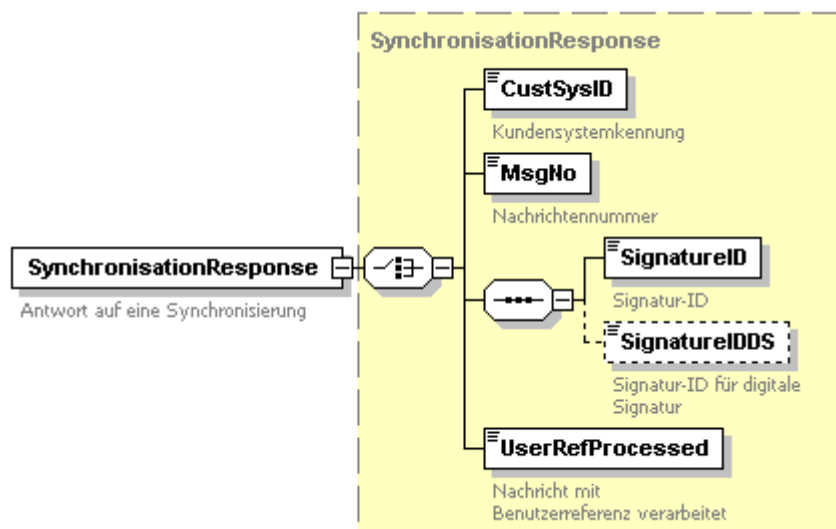 SynchronisationResponse
CustSysID
Kundensystemkennung
MsgNo
Nachrichtennummer
SynchronisationResponse
Antwort auf eine Synchronisierung
SignatureID
Signatur-ID
SignatureIDDS
Signatur-ID für digitale
Signatur
UserRefProcessed
Nachricht mit
Benutzerreferenz verarbeitet